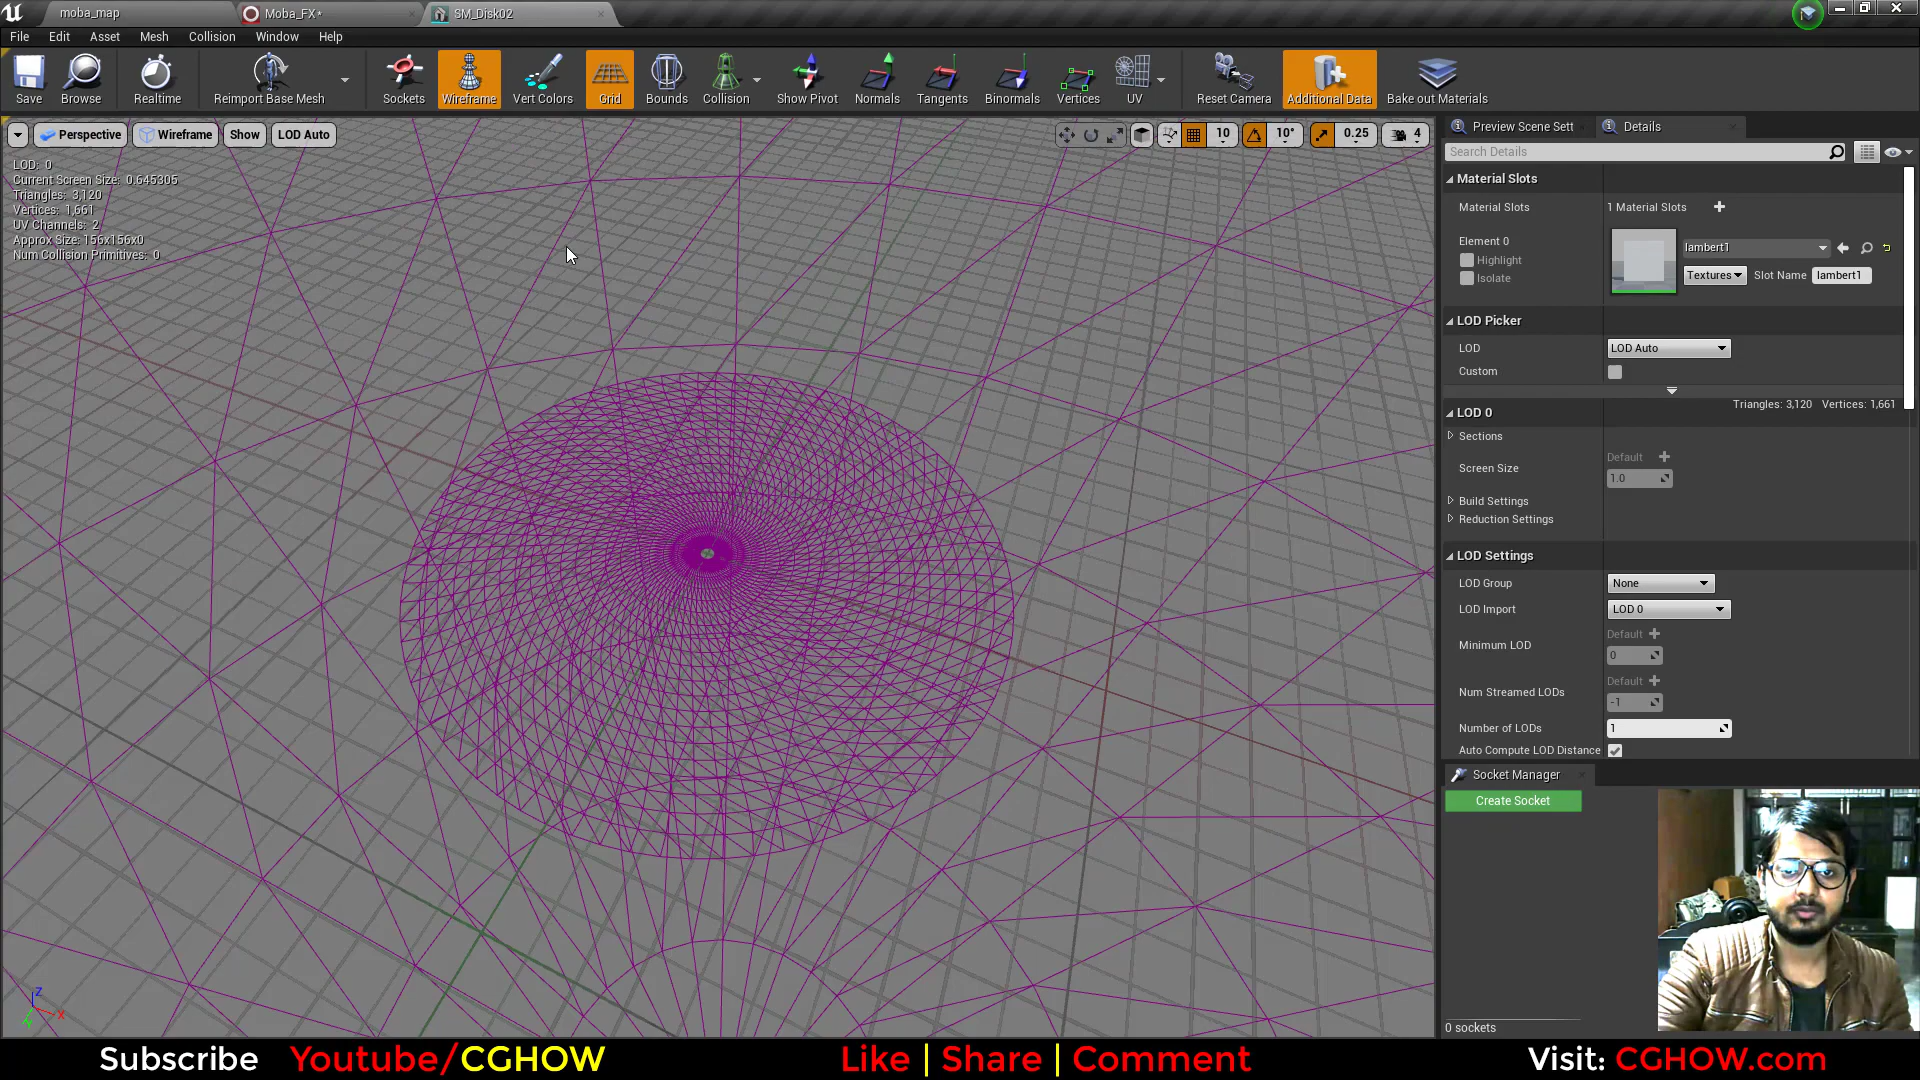 moba_map
Moba_FX*
SM_Disk02
File Edit Asset Mesh Collision Window Help
Save Browse Realtime Reimport Base Mesh Sockets Wireframe Vert Colors Grid Bounds Collision Show Pivot Normals Tangents Binormals Vertices UV Reset Camera Additional Data Bake out Materials
Perspective Wireframe Show LOD Auto 10 10° 0.25 4
LOD: 0
Current Screen Size: 0.645305
Triangles: 3,120
Vertices: 1,661
UV Channels: 2
Approx Size: 156x156x0
Num Collision Primitives: 0
Z
X
Y
Preview Scene Sett Details
Search Details
Material Slots
Material Slots 1 Material Slots
Element 0
Highlight
Isolate
lambert1
Textures Slot Name lambert1
LOD Picker
LOD LOD Auto
Custom
LOD 0 Triangles: 3,120 Vertices: 1,661
Sections
Default
Screen Size 1.0
Build Settings
Reduction Settings
LOD Settings
LOD Group None
LOD Import LOD 0
Default
Minimum LOD 0
Default
Num Streamed LODs -1
Number of LODs 1
Auto Compute LOD Distance
Socket Manager
Create Socket
0 sockets
Subscribe Youtube/CGHOW Like | Share | Comment Visit: CGHOW.com